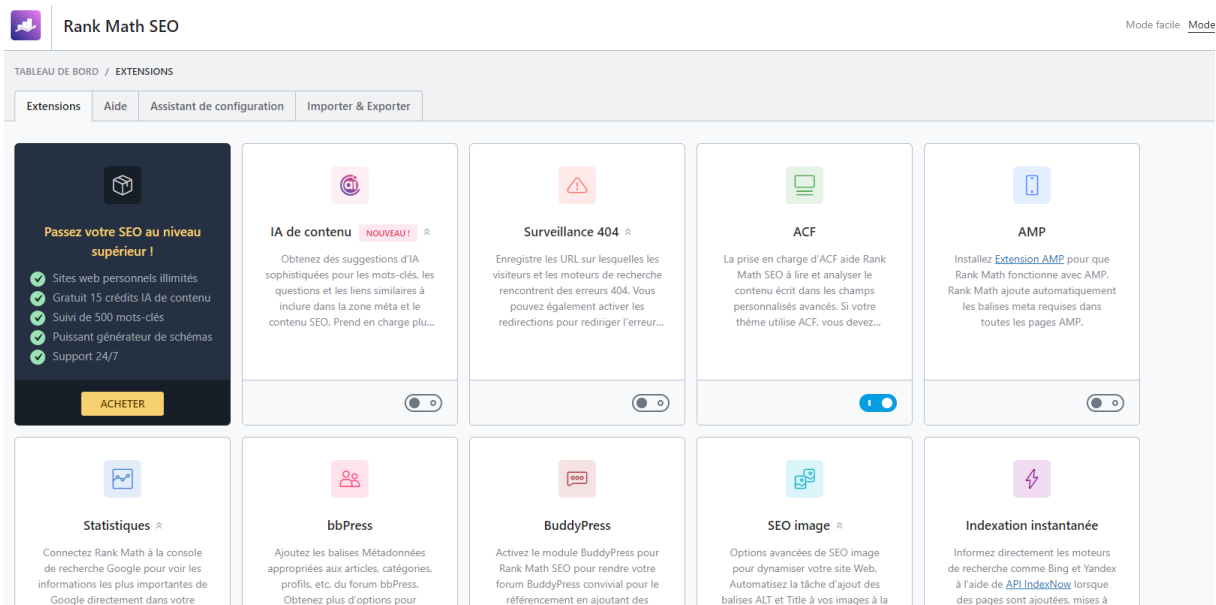 Rank Math SEO
Mode facile Mode
TABLEAU DE BORD / EXTENSIONS
Extensions Aide Assistant de configuration Importer & Exporter
Passez votre SEO au niveau
supérieur !
Sites web personnels illimités
Gratuit 15 crédits IA de contenu
Suivi de 500 mots-clés
Puissant générateur de schémas
Support 24/7
ACHETER
IA de contenu NOUVEAU !
Obtenez des suggestions d'IA
sophistiquées pour les mots-clés, les
questions et les liens similaires à
inclure dans la zone méta et le
contenu SEO. Prend en charge plu...
Surveillance 404
Enregistre les URL sur lesquelles les
visiteurs et les moteurs de recherche
rencontrent des erreurs 404. Vous
pouvez également activer les
redirections pour rediriger l'erreur...
ACF
La prise en charge d'ACF aide Rank
Math SEO à lire et analyser le
contenu écrit dans les champs
personnalisés avancés. Si votre
thème utilise ACF, vous devez...
AMP
Installez Extension AMP pour que
Rank Math fonctionne avec AMP.
Rank Math ajoute automatiquement
les balises meta requises dans
toutes les pages AMP.
Statistiques
Connectez Rank Math à la console
de recherche Google pour voir les
informations les plus importantes de
Google directement dans votre
bbPress
Ajoutez les balises Métadonnées
appropriées aux articles, catégories,
profils, etc. du forum bbPress.
Obtenez plus d'options pour
BuddyPress
Activez le module BuddyPress pour
Rank Math SEO pour rendre votre
forum BuddyPress convivial pour le
référencement en ajoutant des
SEO image
Options avancées de SEO image
pour dynamiser votre site Web.
Automatisez la tâche d'ajout des
balises ALT et Title à vos images à la
Indexation instantanée
Informez directement les moteurs
de recherche comme Bing et Yandex
à l'aide de API IndexNow lorsque
des pages sont ajoutées, mises à